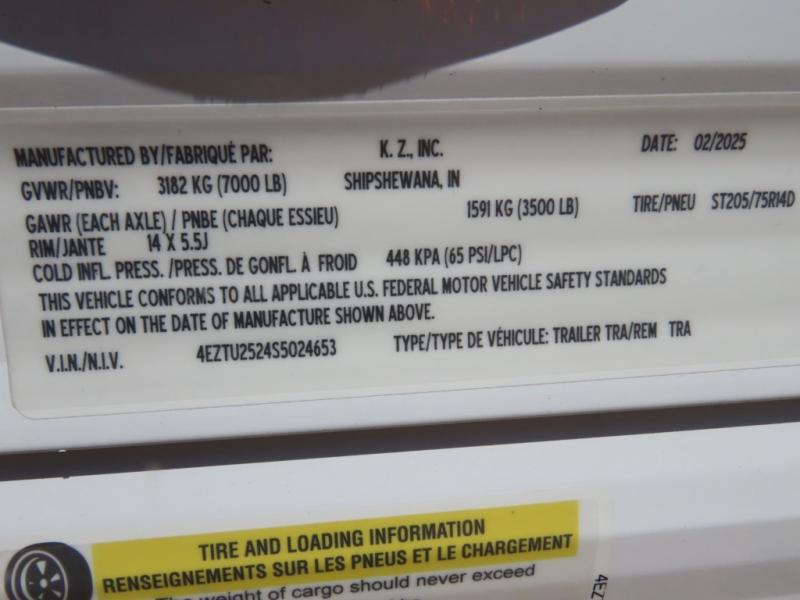 MANUFACTURED BY/FABRIQUÉ PAR: K. Z., INC. DATE: 02/2025
GVWR/PNBV: 3182 KG (7000 LB) SHIPSHEWANA, IN
GAWR (EACH AXLE) / PNBE (CHAQUE ESSIEU) 1591 KG (3500 LB) TIRE/PNEU ST205/75R14D
RIM/JANTE 14 X 5.5J
COLD INFL. PRESS. /PRESS. DE GONFL. À FROID 448 KPA (65 PSI/LPC)
THIS VEHICLE CONFORMS TO ALL APPLICABLE U.S. FEDERAL MOTOR VEHICLE SAFETY STANDARDS
IN EFFECT ON THE DATE OF MANUFACTURE SHOWN ABOVE.
V.I.N./N.I.V. 4EZTU2524S5024653 TYPE/TYPE DE VÉHICULE: TRAILER TRA/REM TRA
TIRE AND LOADING INFORMATION
RENSEIGNEMENTS SUR LES PNEUS ET LE CHARGEMENT
The weight of cargo should never exceed
4EZ